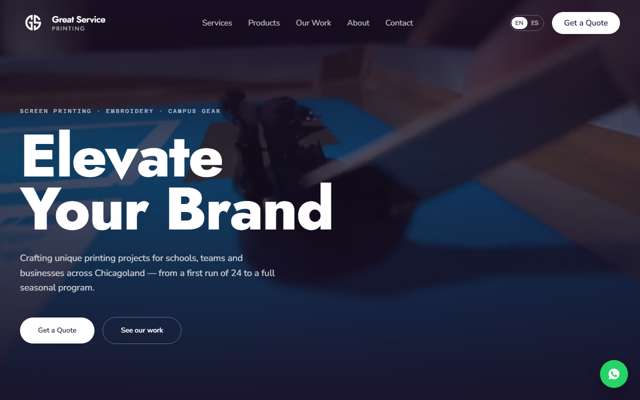 Great Service
PRINTING
Services
Products
Our Work
About
Contact
EN
ES
Get a Quote
SCREEN PRINTING · EMBROIDERY · CAMPUS GEAR
Elevate
Your Brand
Crafting unique printing projects for schools, teams and
businesses across Chicagoland — from a first run of 24 to a full
seasonal program.
Get a Quote
See our work